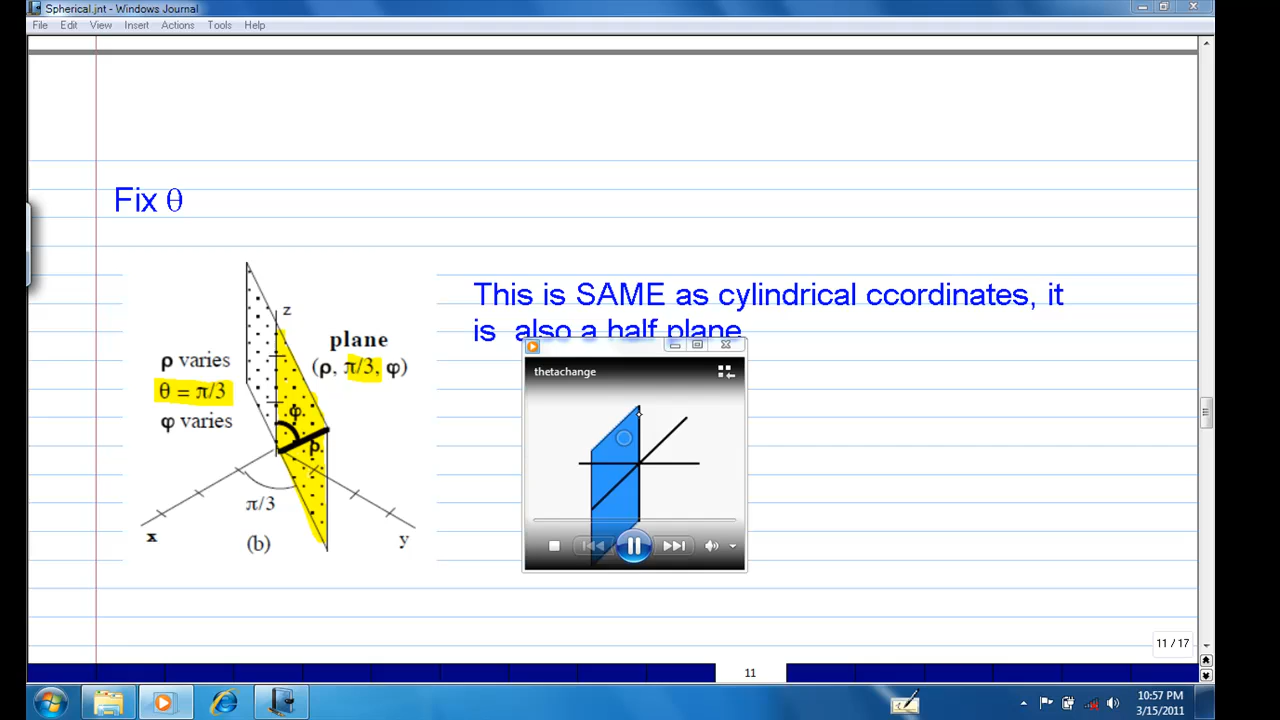 Spherical.jnt - Windows Journal
File Edit View Insert Actions Tools Help
Fix θ
This is SAME as cylindrical ccordinates, it
is also a half plane
z
plane
(ρ, π/3, φ)
ρ varies
θ = π/3
φ varies
φ
ρ
π/3
x
(b)
y
thetachange
11 / 17
11
10:57 PM
3/15/2011